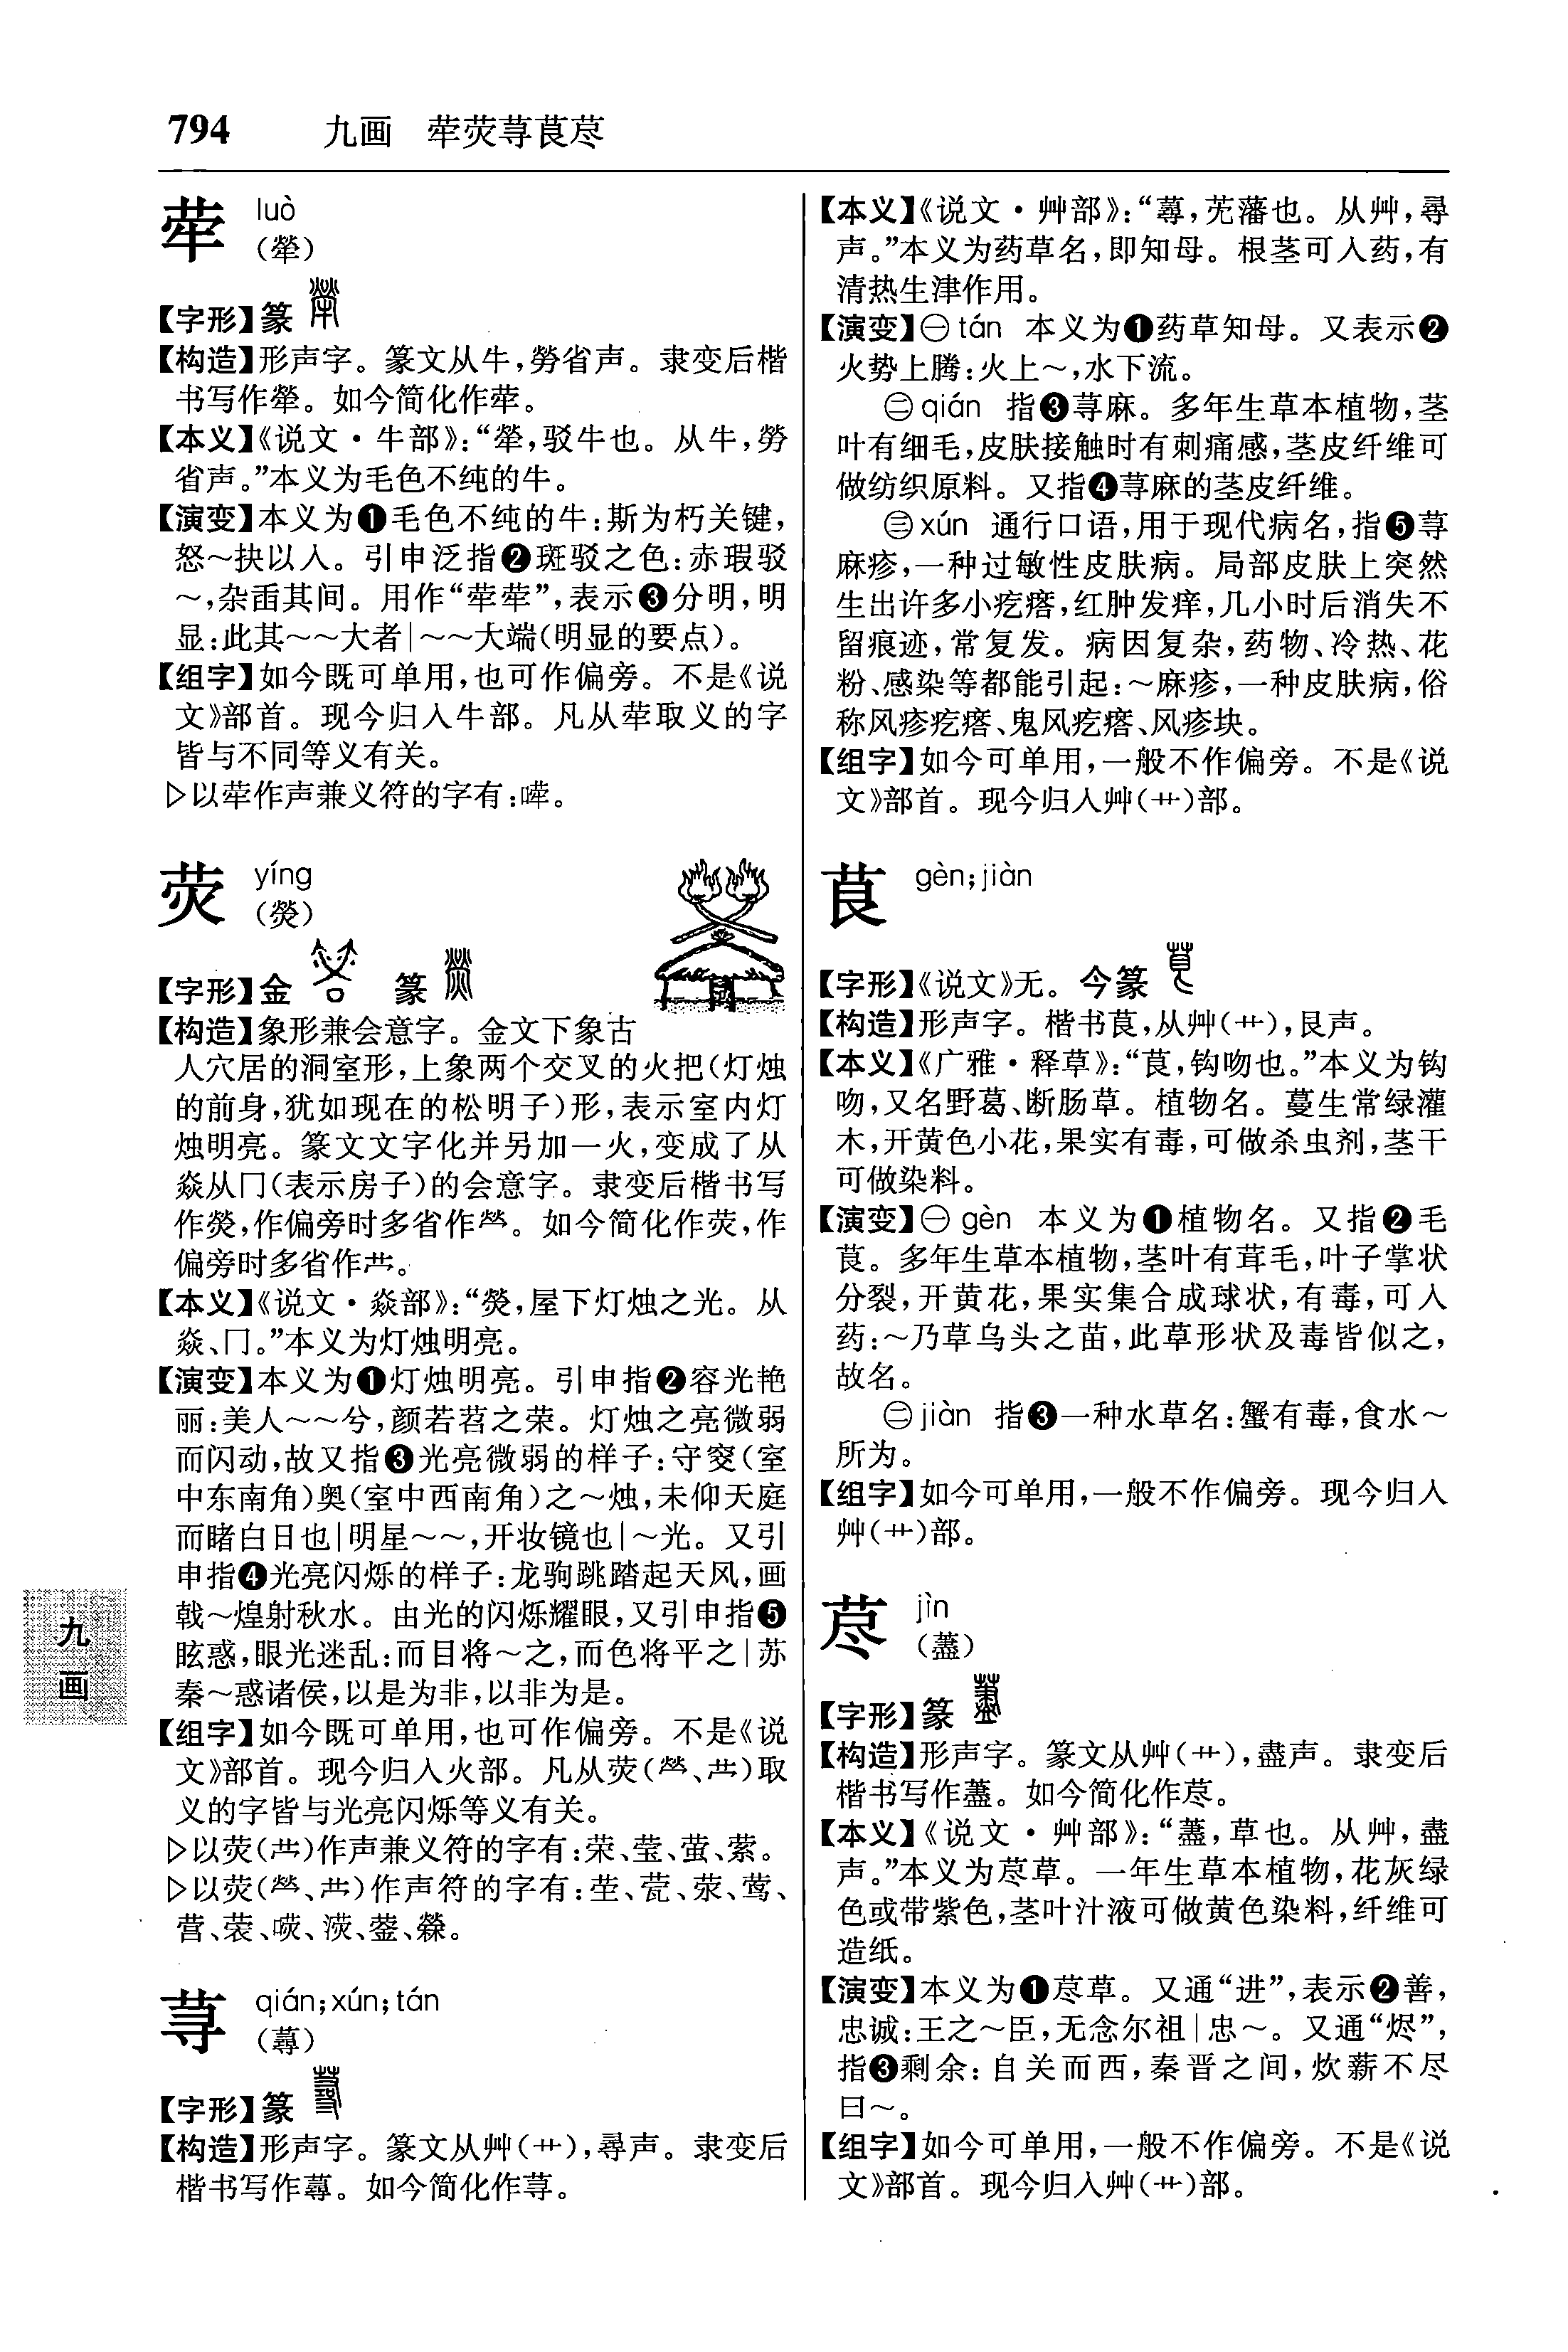 794 九画 荦荧荨茛荩
荦 luò
(犖)
【字形】篆
【构造】形声字。篆文从牛,勞省声。隶变后楷
书写作犖。如今简化作荦。
【本义】《说文·牛部》:“犖,驳牛也。从牛,勞
省声。”本义为毛色不纯的牛。
【演变】本义为❶毛色不纯的牛:斯为朽关键,
怒~抉以入。引申泛指❷斑驳之色:赤瑕驳
~,杂臿其间。用作“荦荦”,表示❸分明,明
显:此其~~大者|~~大端(明显的要点)。
【组字】如今既可单用,也可作偏旁。不是《说
文》部首。现今归入牛部。凡从荦取义的字
皆与不同等义有关。
▷以荦作声兼义符的字有:嗠。
荧 yíng
(熒)
【字形】金 篆
【构造】象形兼会意字。金文下象古
人穴居的洞室形,上象两个交叉的火把(灯烛
的前身,犹如现在的松明子)形,表示室内灯
烛明亮。篆文文字化并另加一火,变成了从
焱从冂(表示房子)的会意字。隶变后楷书写
作熒,作偏旁时多省作𤇾。如今简化作荧,作
偏旁时多省作𫇦。
【本义】《说文·焱部》:“熒,屋下灯烛之光。从
焱、冂。”本义为灯烛明亮。
【演变】本义为❶灯烛明亮。引申指❷容光艳
丽:美人~~兮,颜若苕之荣。灯烛之亮微弱
而闪动,故又指❸光亮微弱的样子:守突(室
中东南角)奥(室中西南角)之~烛,未仰天庭
而睹白日也|明星~~,开妆镜也|~光。又引
申指❹光亮闪烁的样子:龙驹跳踏起天风,画
戟~煌射秋水。由光的闪烁耀眼,又引申指❺
眩惑,眼光迷乱:而目将~之,而色将平之|苏
秦~惑诸侯,以是为非,以非为是。
【组字】如今既可单用,也可作偏旁。不是《说
文》部首。现今归入火部。凡从荧(𤇾、𫇦)取
义的字皆与光亮闪烁等义有关。
▷以荧(𫇦)作声兼义符的字有:荣、莹、萤、萦。
▷以荧(𤇾、𫇦)作声符的字有:茔、荧、荥、莺、
营、蓥、褮。
荨 qián;xún;tán
(蕁)
【字形】篆
【构造】形声字。篆文从艸(艹),尋声。隶变后
楷书写作蕁。如今简化作荨。
【本义】《说文·艸部》:“蕁,芜藩也。从艸,尋
声。”本义为药草名,即知母。根茎可入药,有
清热生津作用。
【演变】㊀tán 本义为❶药草知母。又表示❷
火势上腾:火上~,水下流。
㊁qián 指❸荨麻。多年生草本植物,茎
叶有细毛,皮肤接触时有刺痛感,茎皮纤维可
做纺织原料。又指❹荨麻的茎皮纤维。
㊂xún 通行口语,用于现代病名,指❺荨
麻疹,一种过敏性皮肤病。局部皮肤上突然
生出许多小疙瘩,红肿发痒,几小时后消失不
留痕迹,常复发。病因复杂,药物、冷热、花
粉、感染等都能引起:~麻疹,一种皮肤病,俗
称风疹疙瘩、鬼风疙瘩、风疹块。
【组字】如今可单用,一般不作偏旁。不是《说
文》部首。现今归入艸(艹)部。
茛 gèn;jiàn
【字形】《说文》无。今篆
【构造】形声字。楷书茛,从艸(艹),艮声。
【本义】《广雅·释草》:“茛,钩吻也。”本义为钩
吻,又名野葛、断肠草。植物名。蔓生常绿灌
木,开黄色小花,果实有毒,可做杀虫剂,茎干
可做染料。
【演变】㊀gèn 本义为❶植物名。又指❷毛
茛。多年生草本植物,茎叶有茸毛,叶子掌状
分裂,开黄花,果实集合成球状,有毒,可入
药:~乃草乌头之苗,此草形状及毒皆似之,
故名。
㊁jiàn 指❸一种水草名:蟹有毒,食水~
所为。
【组字】如今可单用,一般不作偏旁。现今归入
艸(艹)部。
荩 jìn
(藎)
【字形】篆
【构造】形声字。篆文从艸(艹),盡声。隶变后
楷书写作藎。如今简化作荩。
【本义】《说文·艸部》:“藎,草也。从艸,盡
声。”本义为荩草。一年生草本植物,花灰绿
色或带紫色,茎叶汁液可做黄色染料,纤维可
造纸。
【演变】本义为❶荩草。又通“进”,表示❷善,
忠诚:王之~臣,无念尔祖|忠~。又通“烬”,
指❸剩余:自关而西,秦晋之间,炊薪不尽
曰~。
【组字】如今可单用,一般不作偏旁。不是《说
文》部首。现今归入艸(艹)部。
九
画